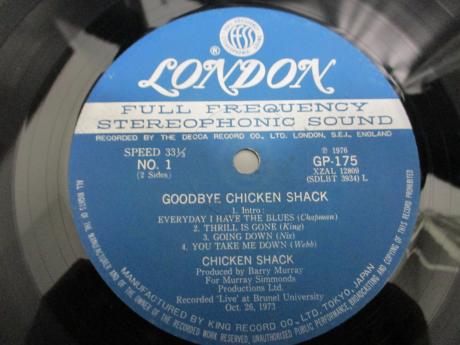 ffss
®
LONDON
FULL FREQUENCY
STEREOPHONIC SOUND
RECORDED BY THE DECCA RECORD CO., LTD. LONDON, S.E.I., ENGLAND
SPEED 33⅓
NO. 1
(2 Sides)
Ⓟ 1976
GP-175
XZAL 12809
(SDLBT 3934) L
GOODBYE CHICKEN SHACK
1. Intro:
EVERYDAY I HAVE THE BLUES (Chapman)
2. THRILL IS GONE (King)
3. GOING DOWN (Nix)
4. YOU TAKE ME DOWN (Webb)
CHICKEN SHACK
Produced by Barry Murray
For Murray Simmonds
Productions Ltd.
Recorded 'Live' at Brunel University
Oct. 26, 1973
MANUFACTURED BY KING RECORD CO., LTD. TOKYO, JAPAN
ALL RIGHTS OF THE MANUFACTURER AND OF THE OWNER OF THE RECORDED WORK RESERVED, UNAUTHORISED PUBLIC PERFORMANCE, BROADCASTING AND COPYING OF THIS RECORD PROHIBITED